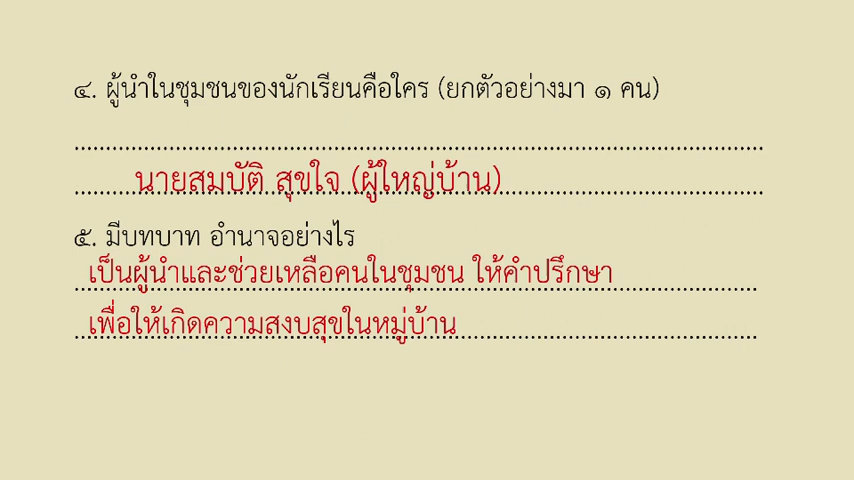 ๔. ผู้นำในชุมชนของนักเรียนคือใคร (ยกตัวอย่างมา ๑ คน)
นายสมบัติ สุขใจ (ผู้ใหญ่บ้าน)
๕. มีบทบาท อำนาจอย่างไร
เป็นผู้นำและช่วยเหลือคนในชุมชน ให้คำปรึกษา
เพื่อให้เกิดความสงบสุขในหมู่บ้าน